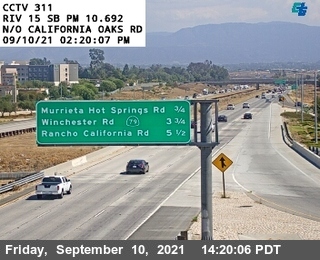 CCTV 311
RIV 15 SB PM 10.692
N/O CALIFORNIA OAKS RD
09/10/21 02:20:07 PM
Murrieta Hot Springs Rd 3/4
Winchester Rd 79 3 3/4
Rancho California Rd 5 1/2
Friday, September 10, 2021 14:20:06 PDT